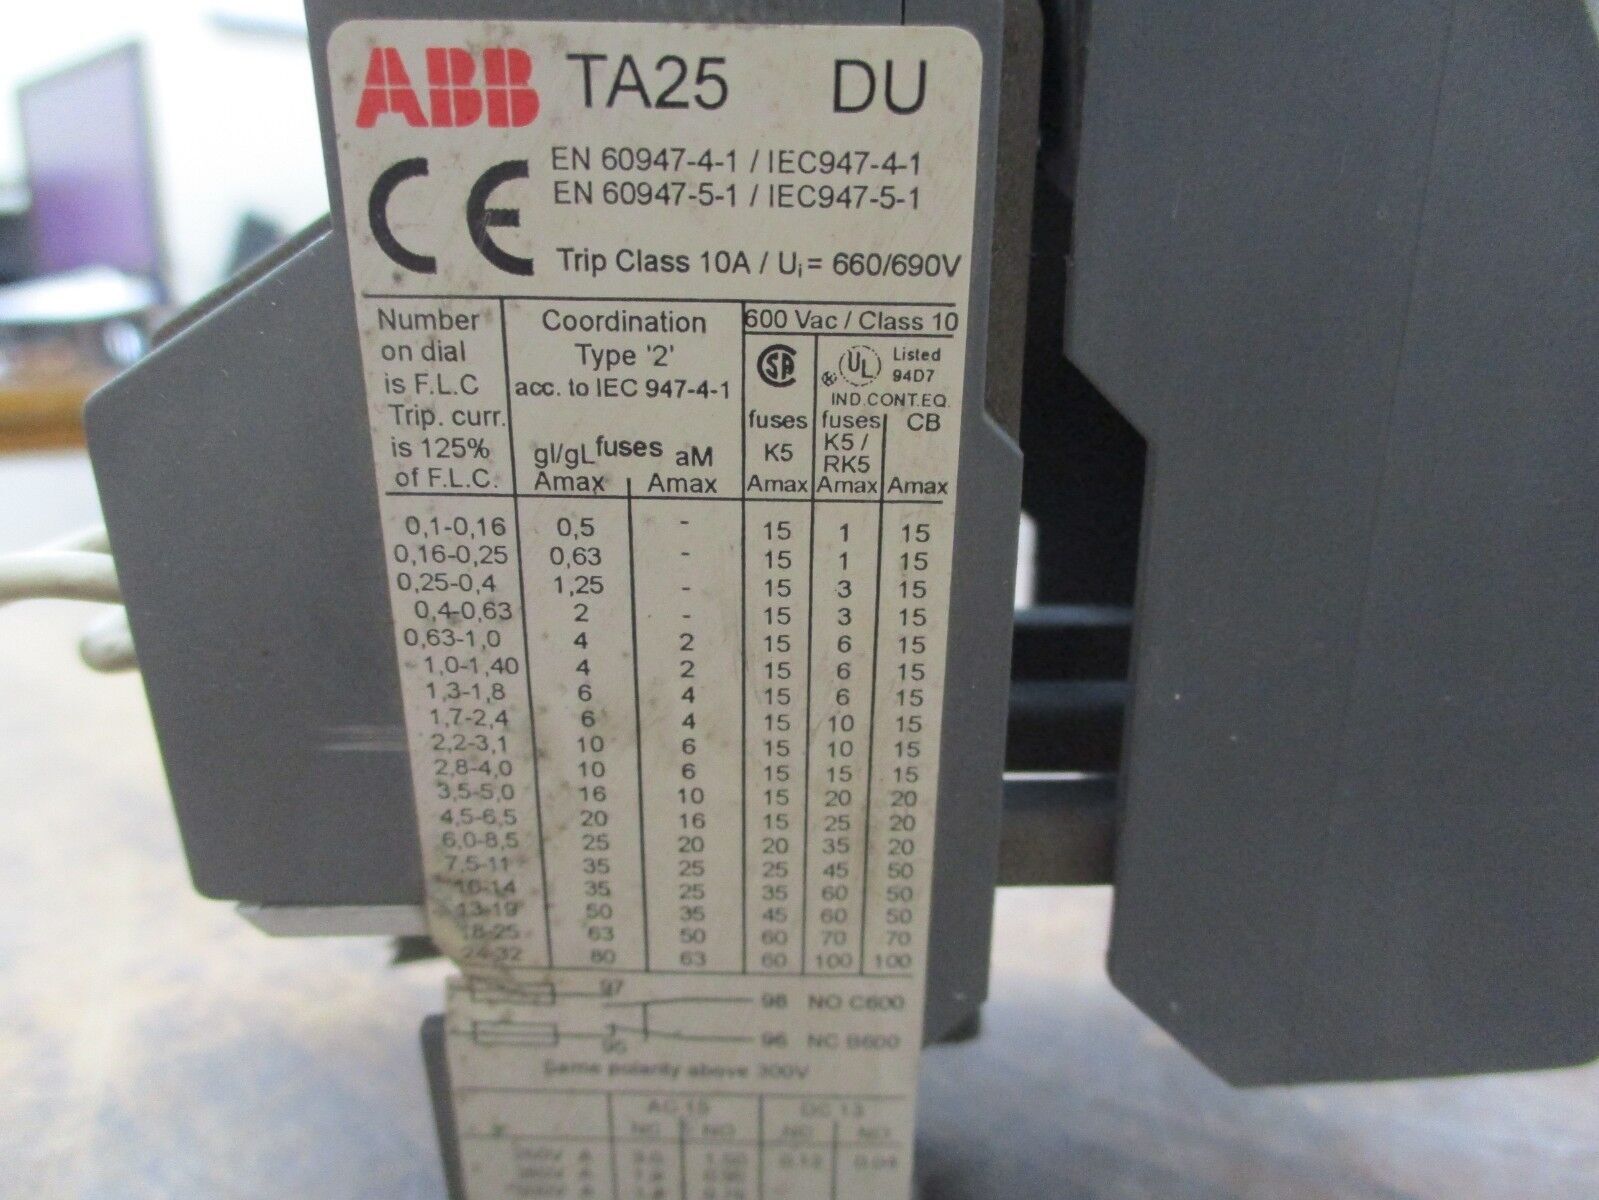 ABB TA25 DU
CE EN 60947-4-1 / IEC947-4-1
EN 60947-5-1 / IEC947-5-1
Trip Class 10A / Ui= 660/690V
Number on dial is F.L.C Trip. curr. is 125% of F.L.C.
Coordination Type '2' acc. to IEC 947-4-1
600 Vac / Class 10
SA UL Listed 94D7
IND.CONT.EQ.
gl/gL fuses aM
fuses K5 fuses K5 / RK5 CB
Amax Amax Amax Amax Amax
0,1-0,16 0,5 - 15 1 15
0,16-0,25 0,63 - 15 1 15
0,25-0,4 1,25 - 15 3 15
0,4-0,63 2 - 15 3 15
0,63-1,0 4 2 15 6 15
1,0-1,40 4 2 15 6 15
1,3-1,8 6 4 15 6 15
1,7-2,4 6 4 15 10 15
2,2-3,1 10 6 15 10 15
2,8-4,0 10 6 15 15 15
3,5-5,0 16 10 15 20 20
4,5-6,5 20 16 15 25 20
6,0-8,5 25 20 20 35 20
7,5-11 35 25 25 45 50
10-14 35 25 35 60 50
13-19 50 35 45 60 50
18-25 63 50 60 70 70
24-32 80 63 60 100 100
97 98 NO C600
95 96 NC B600
Same polarity above 300V
AC 15 DC 13
NC NO NC NO